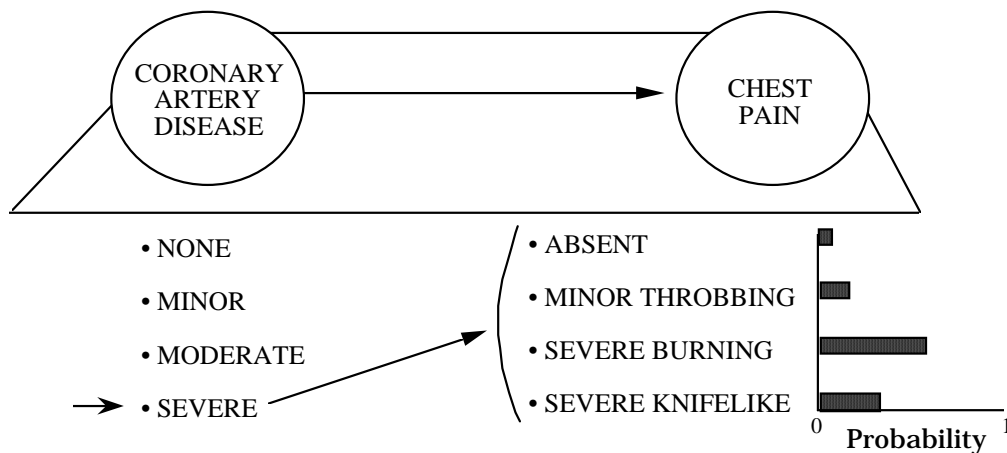 CORONARY
ARTERY
DISEASE
CHEST
PAIN
• NONE
• MINOR
• MODERATE
• SEVERE
• ABSENT
• MINOR THROBBING
• SEVERE BURNING
• SEVERE KNIFELIKE
0
1
Probability